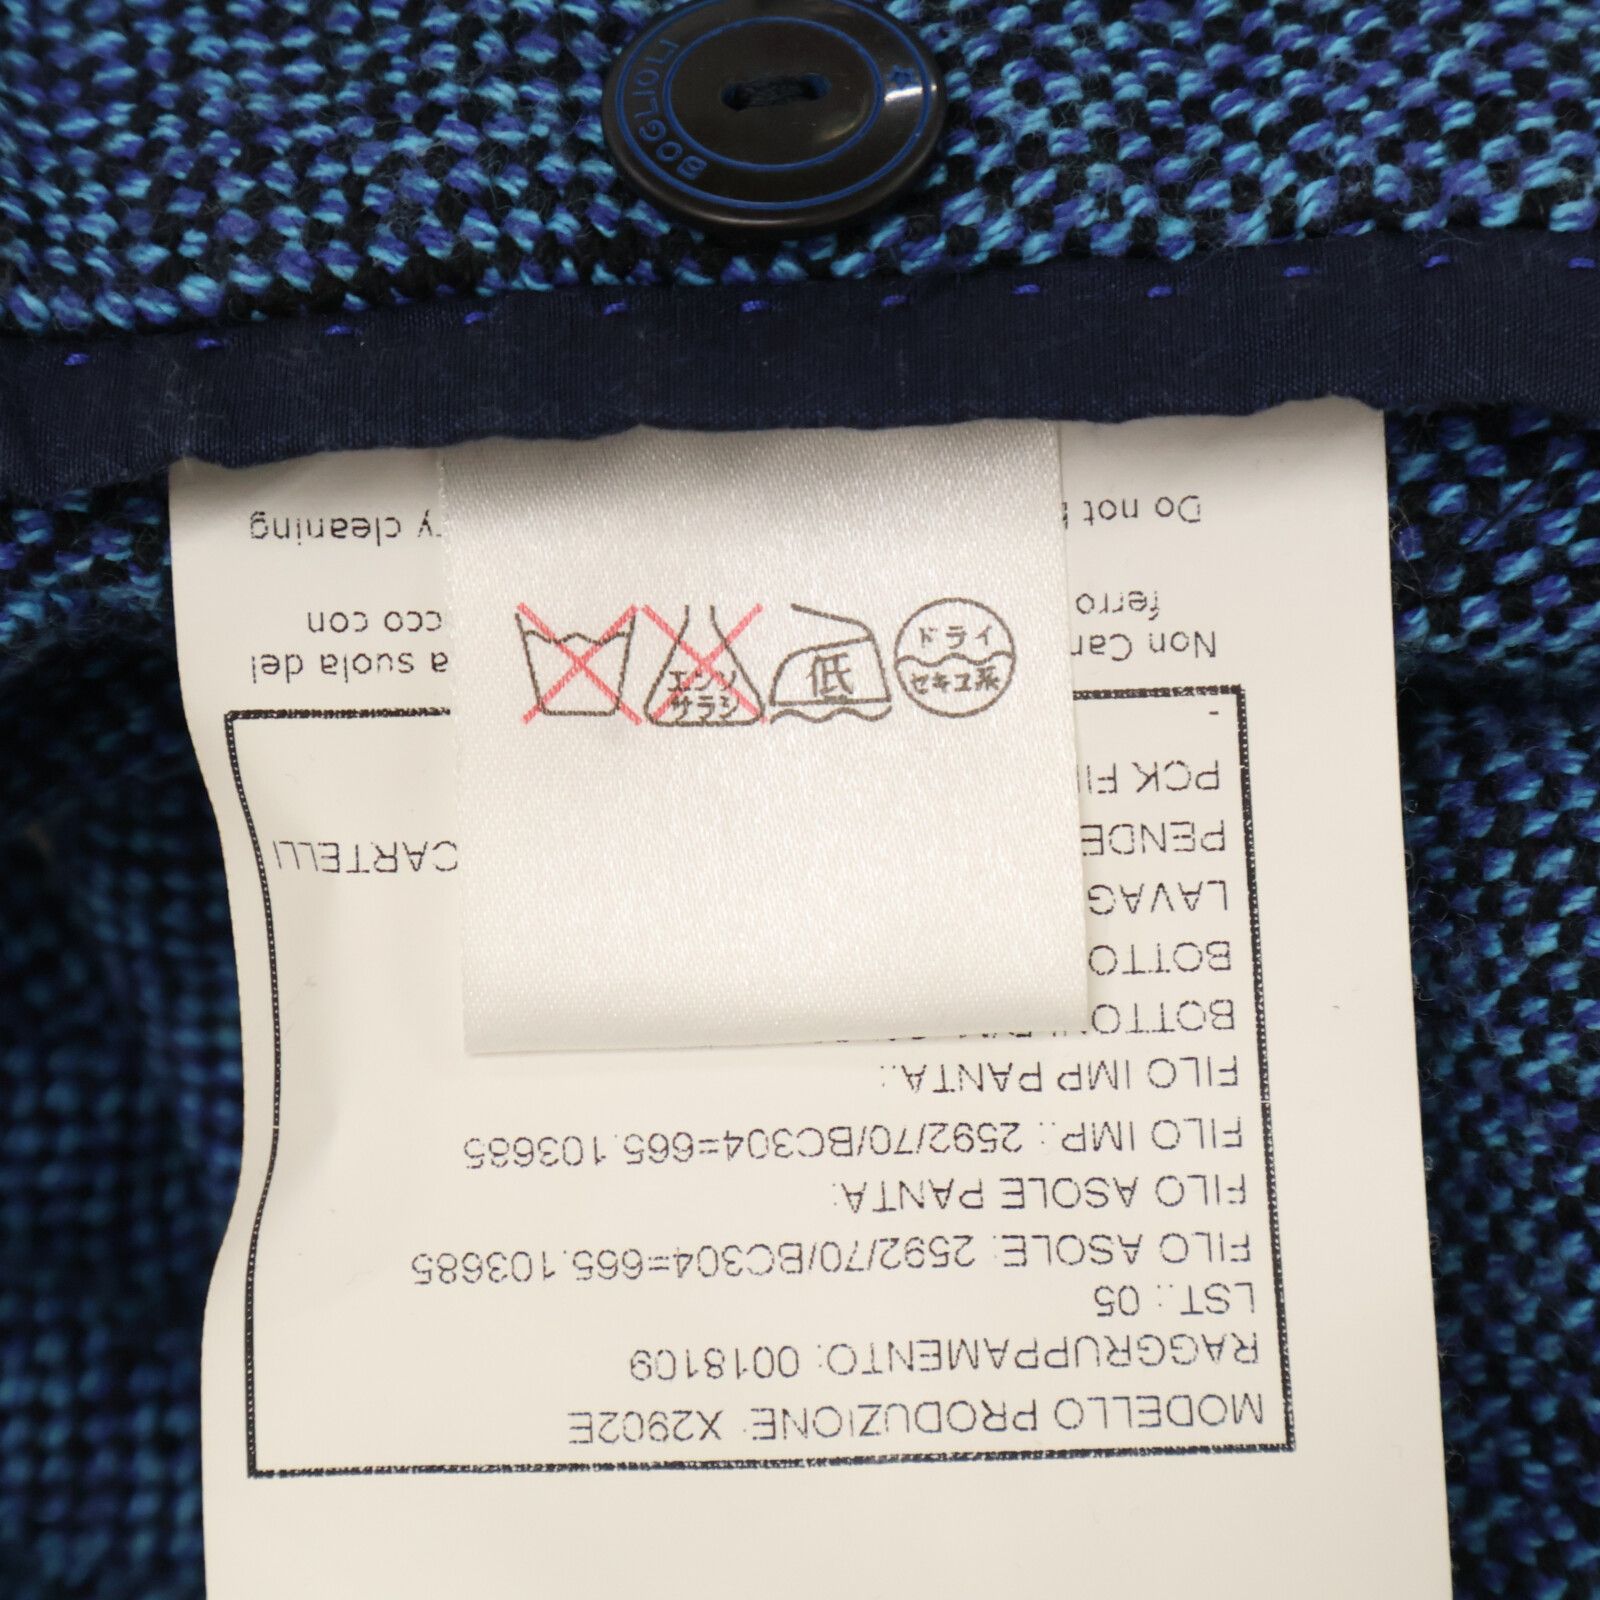 BOGLIOLI
エンソ
サラシ
低
ドライ
セキユ系
MODELLO PRODUZIONE: X2902E
RAGGRUPPAMENTO: 0018109
LST.: 05
FILO ASOLE: 2592/70/BC304=665.103685
FILO ASOLE PANTA:
FILO IMP.: 2592/70/BC304=665.103685
FILO IMP PANTA.:
BOTTO
BOTTO
LAVAG
PENDE CARTELLI
PCK FI
-
Non Car a suola del
ferro cco con
Do not y cleaning